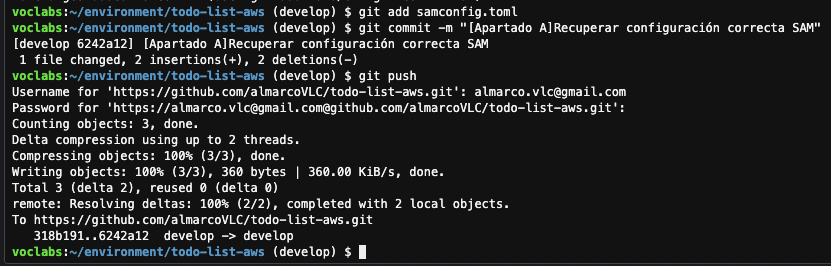 voclabs:~/environment/todo-list-aws (develop) $ git add samconfig.toml
voclabs:~/environment/todo-list-aws (develop) $ git commit -m "[Apartado A]Recuperar configuración correcta SAM"
[develop 6242a12] [Apartado A]Recuperar configuración correcta SAM
 1 file changed, 2 insertions(+), 2 deletions(-)
voclabs:~/environment/todo-list-aws (develop) $ git push
Username for 'https://github.com/almarcoVLC/todo-list-aws.git': almarco.vlc@gmail.com
Password for 'https://almarco.vlc@gmail.com@github.com/almarcoVLC/todo-list-aws.git':
Counting objects: 3, done.
Delta compression using up to 2 threads.
Compressing objects: 100% (3/3), done.
Writing objects: 100% (3/3), 360 bytes | 360.00 KiB/s, done.
Total 3 (delta 2), reused 0 (delta 0)
remote: Resolving deltas: 100% (2/2), completed with 2 local objects.
To https://github.com/almarcoVLC/todo-list-aws.git
   318b191..6242a12  develop -> develop
voclabs:~/environment/todo-list-aws (develop) $